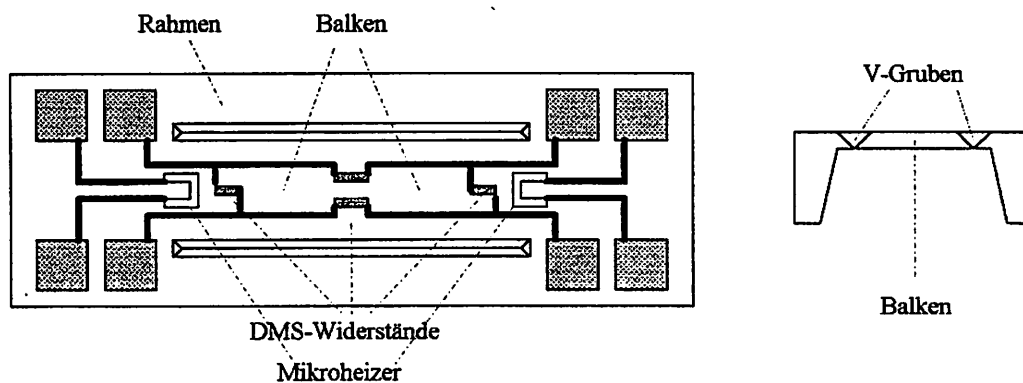 Rahmen
Balken
V-Gruben
DMS-Widerstände
Mikroheizer
Balken